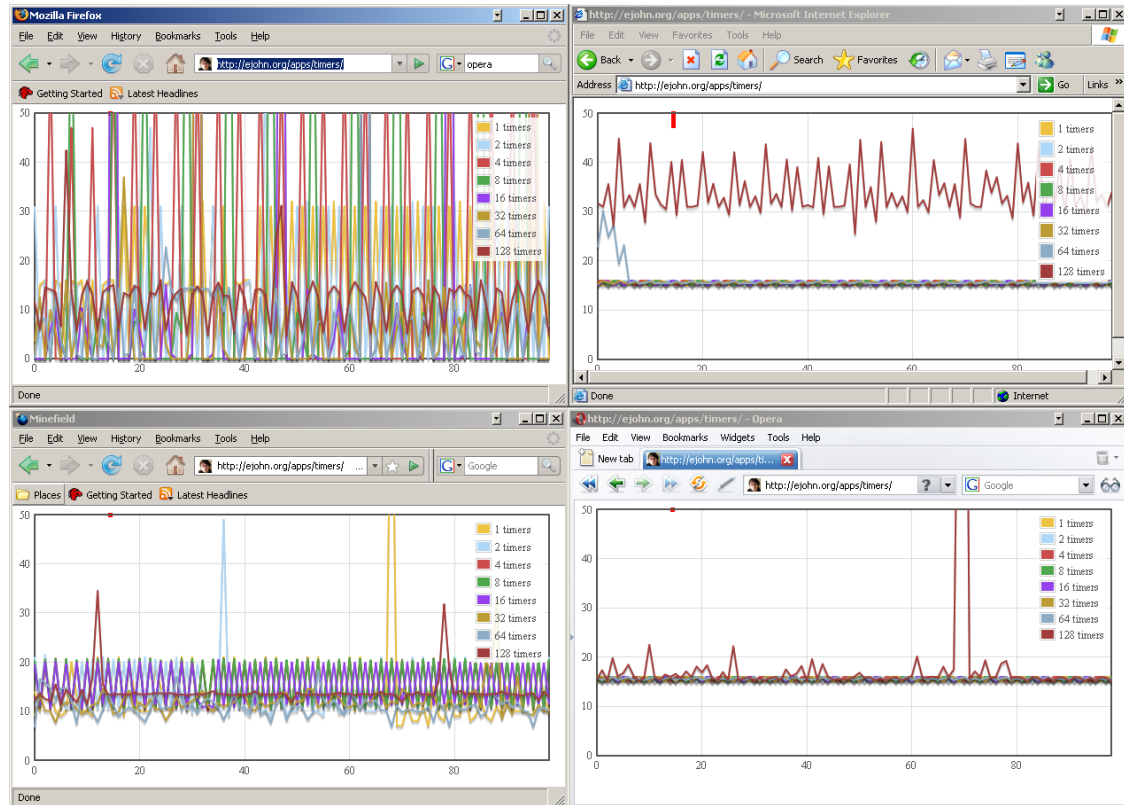 Mozilla Firefox
File Edit View History Bookmarks Tools Help
http://ejohn.org/apps/timers/
G opera
Getting Started Latest Headlines
50
40
30
20
10
0
0 20 40 60 80
1 timers
2 timers
4 timers
8 timers
16 timers
32 timers
64 timers
128 timers
Done
http://ejohn.org/apps/timers/ - Microsoft Internet Explorer
File Edit View Favorites Tools Help
Back Search Favorites
Address http://ejohn.org/apps/timers/ Go Links »
50
40
30
20
10
0
0 20 40 60 80
1 timers
2 timers
4 timers
8 timers
16 timers
32 timers
64 timers
128 timers
Done Internet
Minefield
File Edit View History Bookmarks Tools Help
http://ejohn.org/apps/timers/ ...
G Google
Places Getting Started Latest Headlines
50
40
30
20
10
0
0 20 40 60 80
1 timers
2 timers
4 timers
8 timers
16 timers
32 timers
64 timers
128 timers
Done
http://ejohn.org/apps/timers/ - Opera
File Edit View Bookmarks Widgets Tools Help
New tab http://ejohn.org/apps/ti...
http://ejohn.org/apps/timers/ ? G Google
50
40
30
20
10
0
0 20 40 60 80
1 timers
2 timers
4 timers
8 timers
16 timers
32 timers
64 timers
128 timers